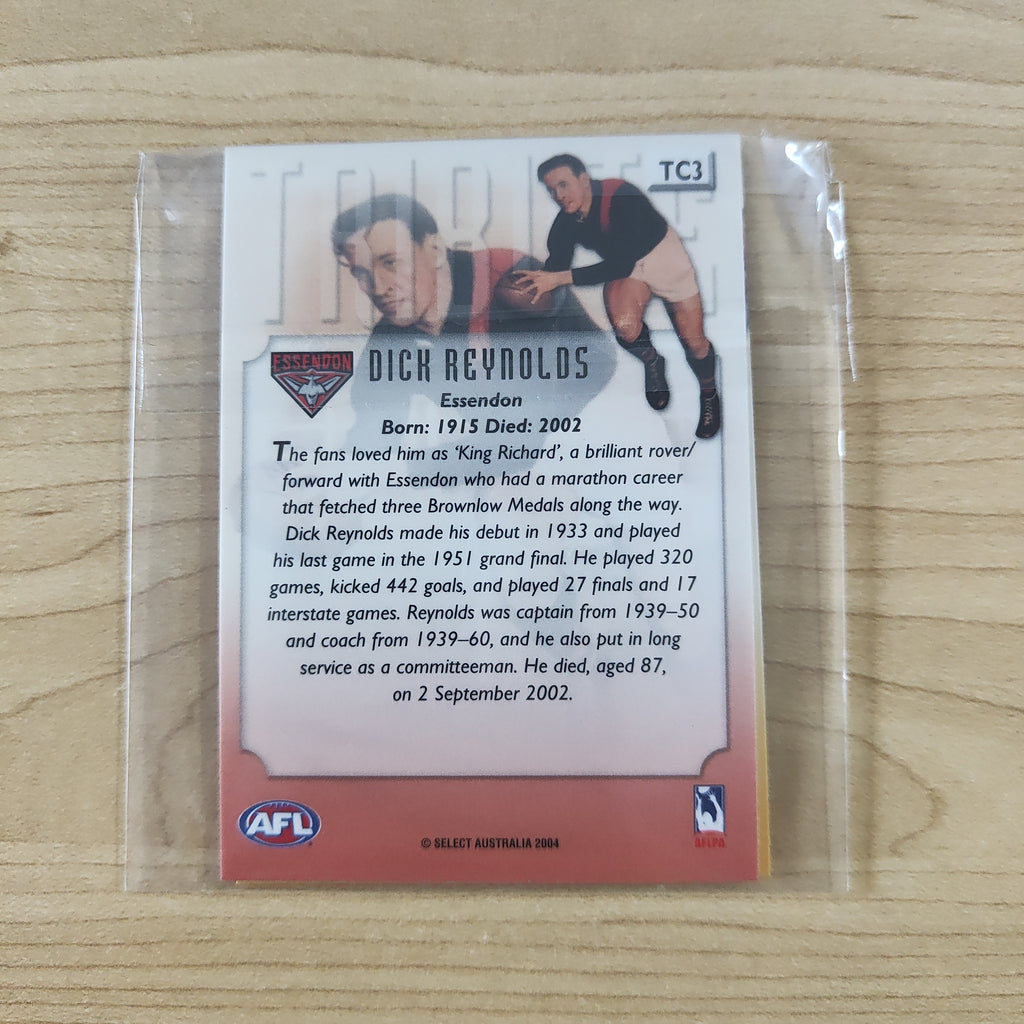 TRIBUTE
TC3
ESSENDON
DICK REYNOLDS
Essendon
Born: 1915 Died: 2002
The fans loved him as ‘King Richard’, a brilliant rover/
forward with Essendon who had a marathon career
that fetched three Brownlow Medals along the way.
Dick Reynolds made his debut in 1933 and played
his last game in the 1951 grand final. He played 320
games, kicked 442 goals, and played 27 finals and 17
interstate games. Reynolds was captain from 1939–50
and coach from 1939–60, and he also put in long
service as a committeeman. He died, aged 87,
on 2 September 2002.
AFL
© SELECT AUSTRALIA 2004
AFLPA